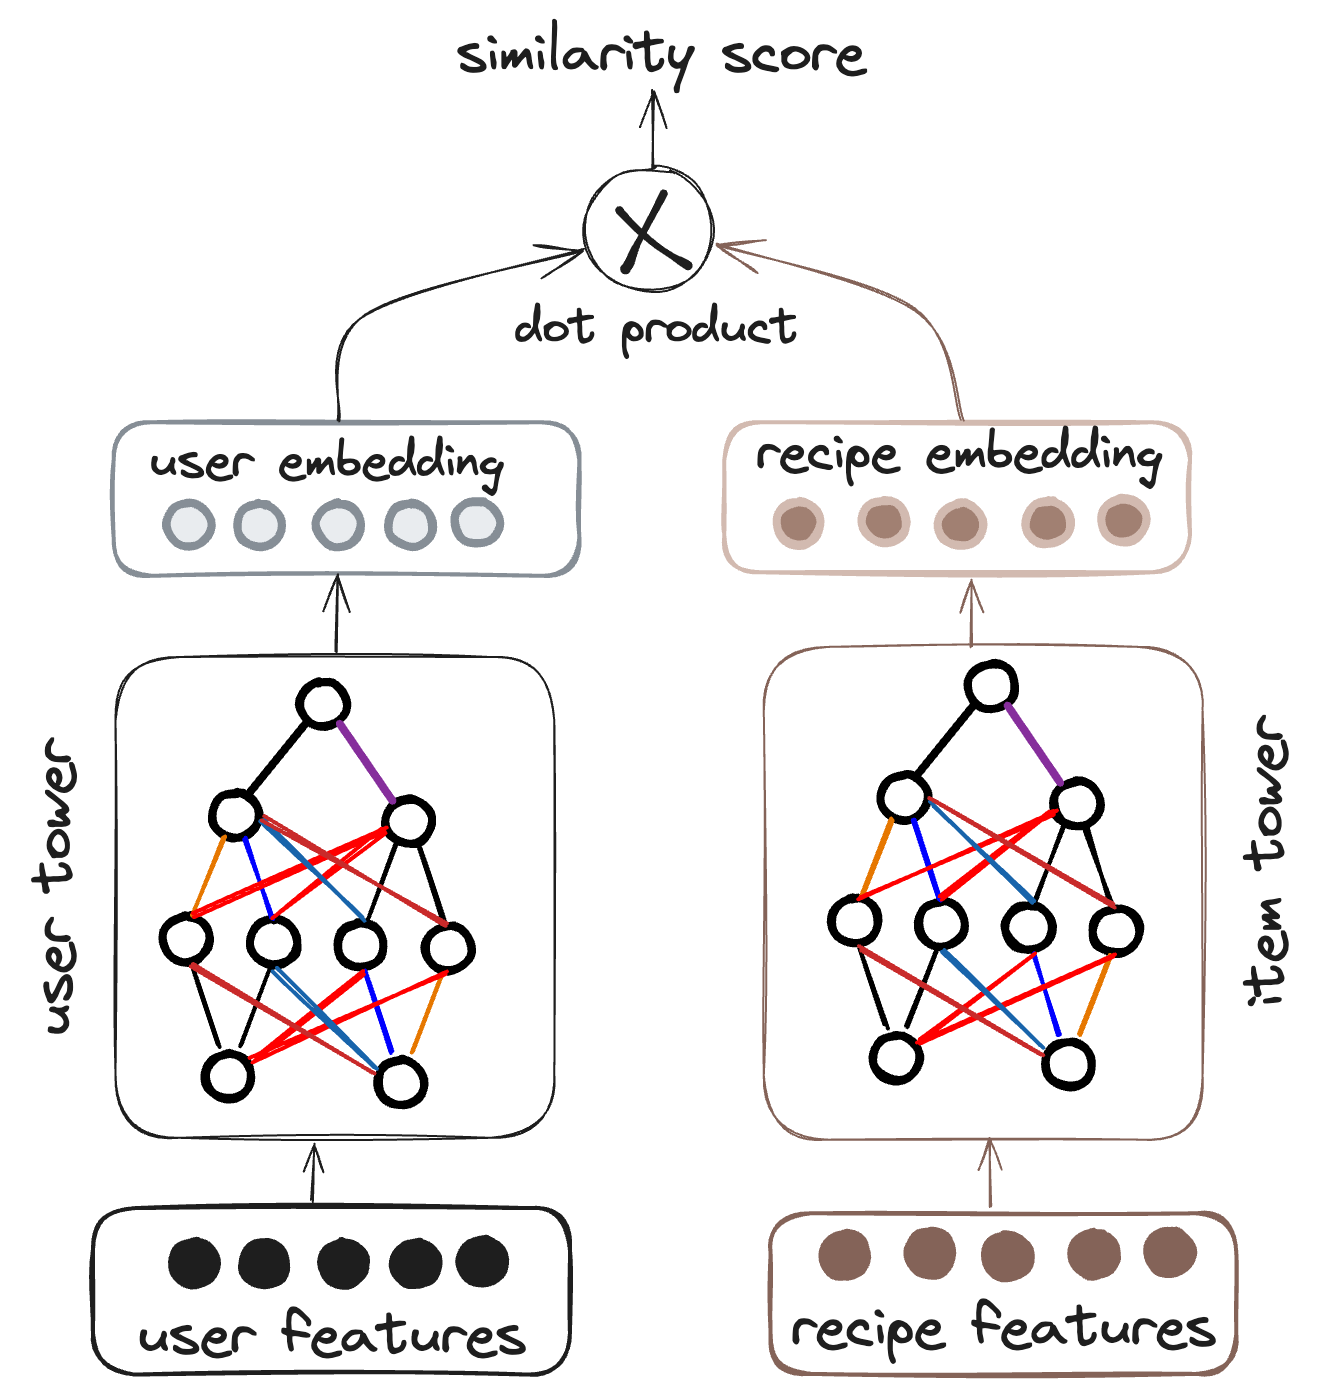 similarity score
dot product
user embedding
recipe embedding
user tower
item tower
user features
recipe features